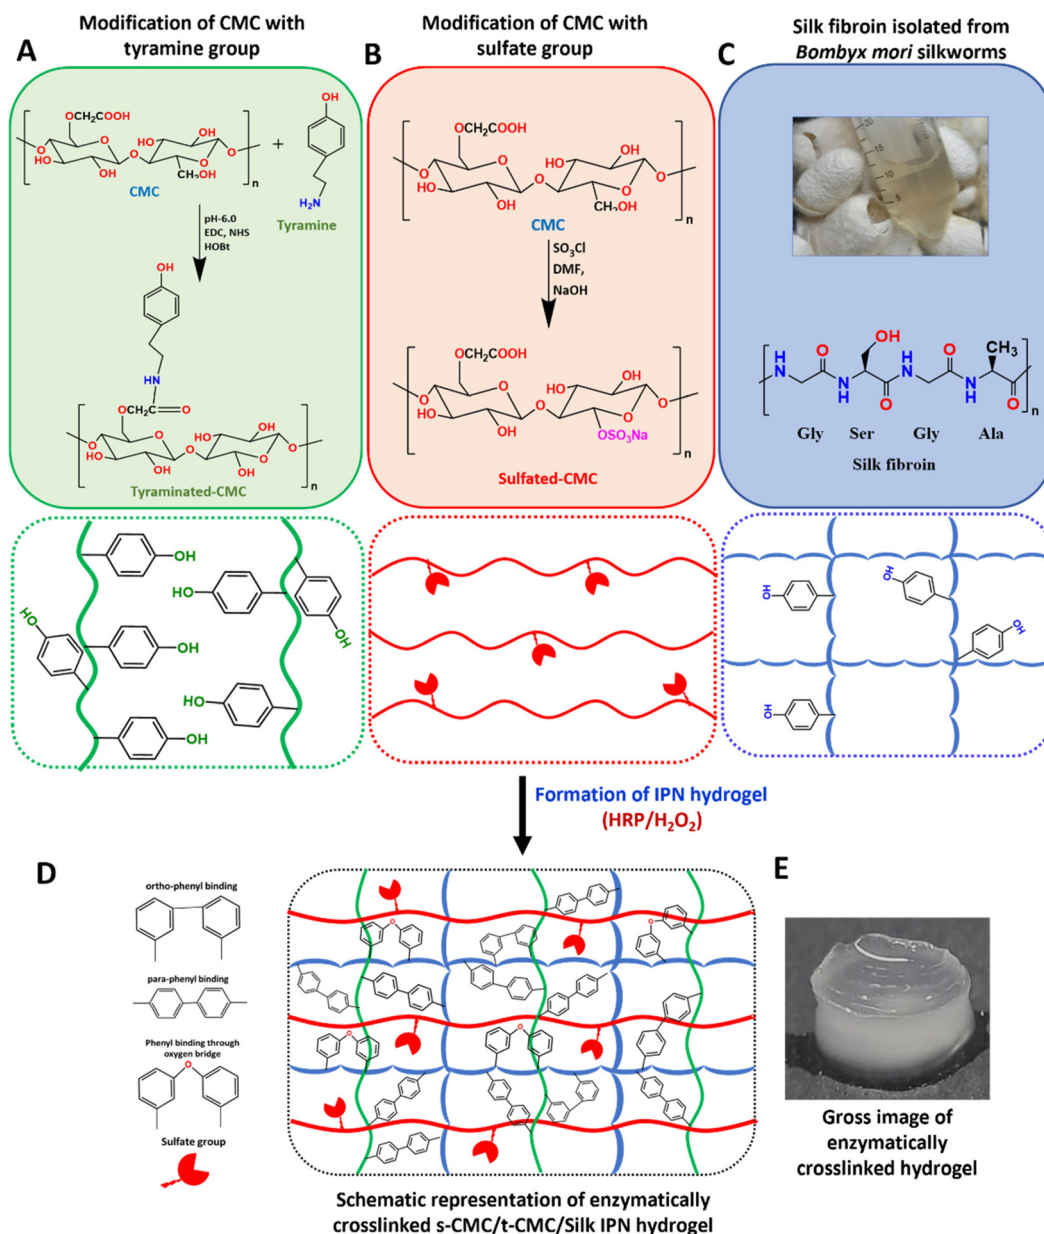 A
Modification of CMC with
tyramine group
OCH₂COOH
OH
HO
O
OH
O
HO
OH
HO
O
OH
OH
O
n
CMC
+
OH
H₂N
Tyramine
pH-6.0
EDC, NHS
HOBt
OH
HN
OCH₂
O
HO
HO
O
OH
O
HO
OH
O
HO
OH
O
n
Tyraminated-CMC
B
Modification of CMC with
sulfate group
OCH₂COOH
OH
HO
O
O
HO
OH
O
HO
O
O
CH₂OH
n
CMC
SO₃Cl
DMF,
NaOH
OCH₂COOH
OH
HO
O
O
HO
OH
O
HO
O
O
OSO₃Na
n
Sulfated-CMC
C
Silk fibroin isolated from
Bombyx mori silkworms
20
15
10
5
OH
H
N
O
O
H
N
CH₃
N
H
O
N
H
O
n
Gly Ser Gly Ala
Silk fibroin
OH
HO
OH
HO
OH
HO
OH
OH
OH
HO
OH
OH
Formation of IPN hydrogel
(HRP/H₂O₂)
D
ortho-phenyl binding
para-phenyl binding
Phenyl binding through
oxygen bridge
O
Sulfate group
O
O
O
O
Schematic representation of enzymatically
crosslinked s-CMC/t-CMC/Silk IPN hydrogel
E
Gross image of
enzymatically
crosslinked hydrogel